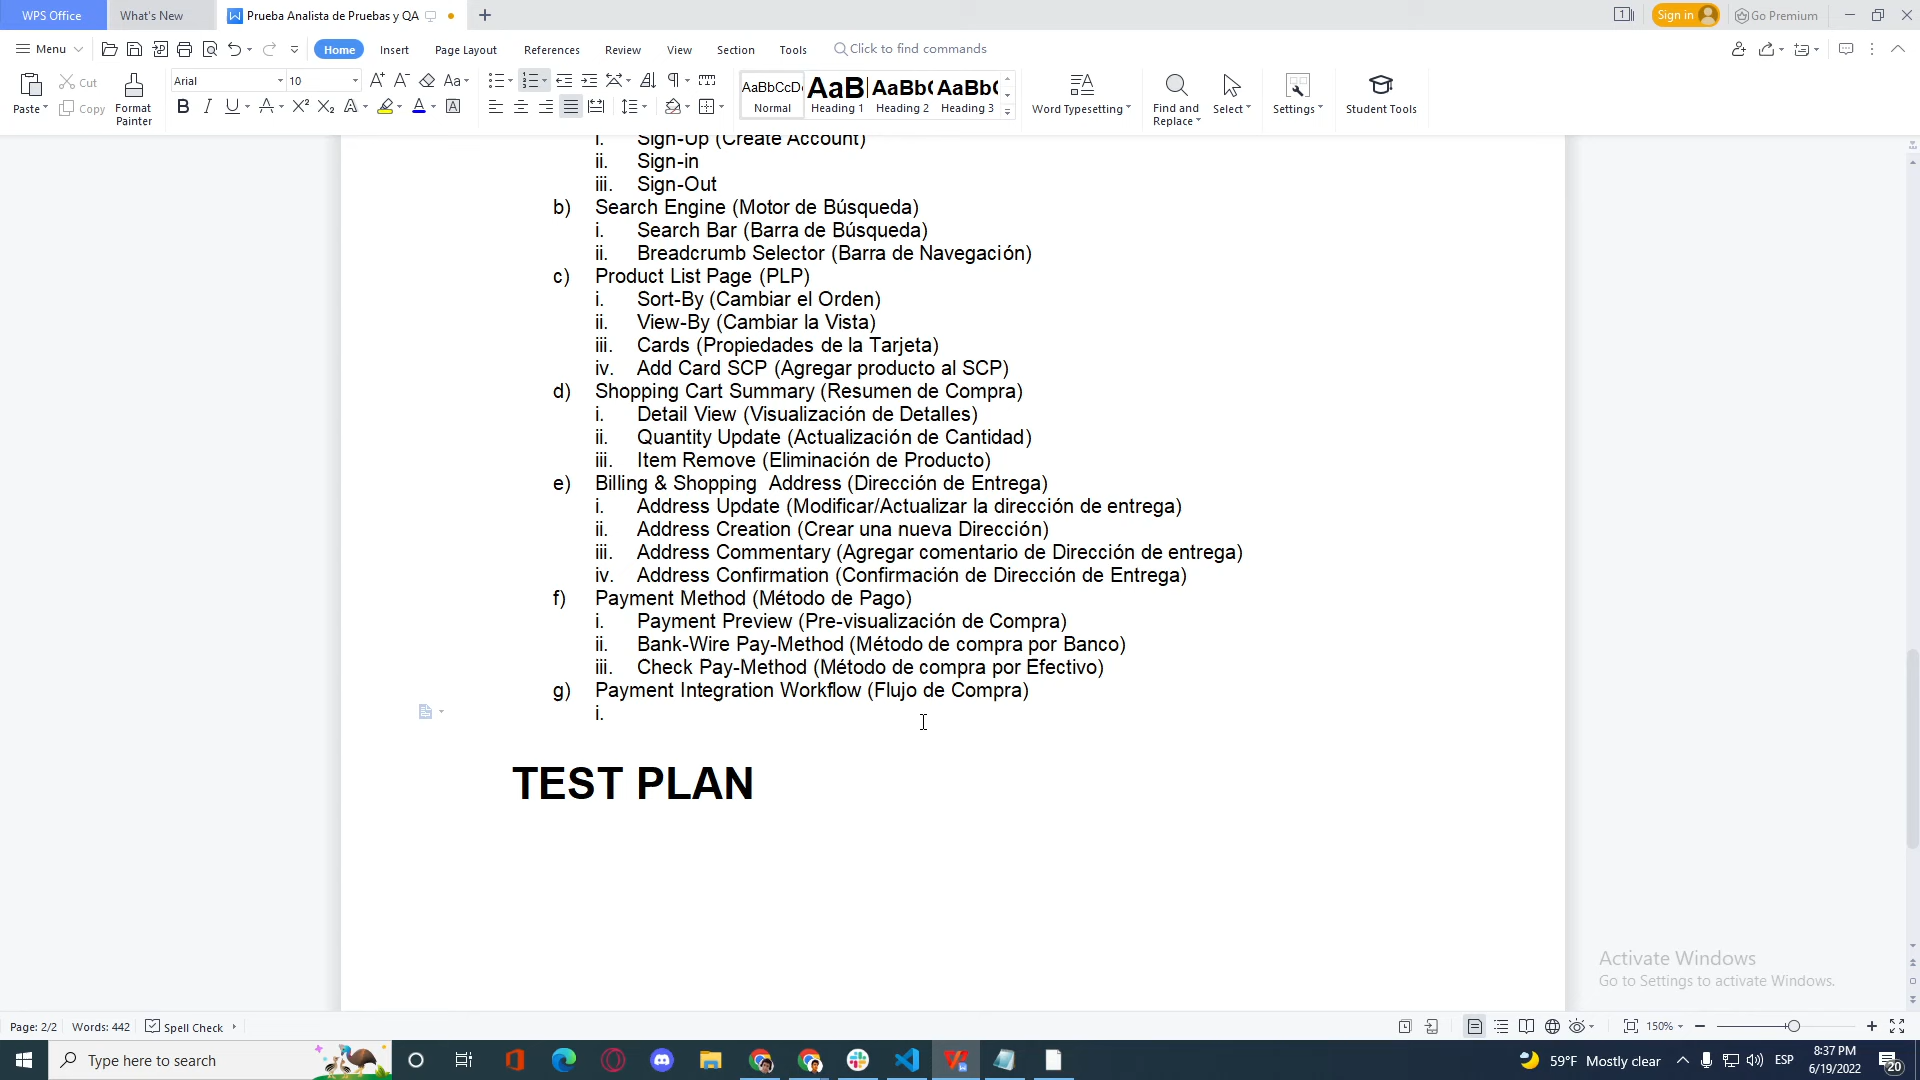 WPS Office
What's New
Prueba Analista de Pruebas y QA
1
Sign in
Go Premium
Menu
Home
Insert
Page Layout
References
Review
View
Section
Tools
Click to find commands
Paste
Cut
Copy
Format Painter
Arial
10
AaBbCcD
Normal
AaB
Heading 1
AaBb(
Heading 2
AaBb(
Heading 3
Word Typesetting
Find and Replace
Select
Settings
Student Tools
i. Sign-Up (Create Account)
ii. Sign-in
iii. Sign-Out
b) Search Engine (Motor de Búsqueda)
i. Search Bar (Barra de Búsqueda)
ii. Breadcrumb Selector (Barra de Navegación)
c) Product List Page (PLP)
i. Sort-By (Cambiar el Orden)
ii. View-By (Cambiar la Vista)
iii. Cards (Propiedades de la Tarjeta)
iv. Add Card SCP (Agregar producto al SCP)
d) Shopping Cart Summary (Resumen de Compra)
i. Detail View (Visualización de Detalles)
ii. Quantity Update (Actualización de Cantidad)
iii. Item Remove (Eliminación de Producto)
e) Billing & Shopping  Address (Dirección de Entrega)
i. Address Update (Modificar/Actualizar la dirección de entrega)
ii. Address Creation (Crear una nueva Dirección)
iii. Address Commentary (Agregar comentario de Dirección de entrega)
iv. Address Confirmation (Confirmación de Dirección de Entrega)
f) Payment Method (Método de Pago)
i. Payment Preview (Pre-visualización de Compra)
ii. Bank-Wire Pay-Method (Método de compra por Banco)
iii. Check Pay-Method (Método de compra por Efectivo)
g) Payment Integration Workflow (Flujo de Compra)
i.
TEST PLAN
Activate Windows
Go to Settings to activate Windows.
Page: 2/2
Words: 442
Spell Check
150%
Type here to search
59°F Mostly clear
ESP
8:37 PM
6/19/2022
20